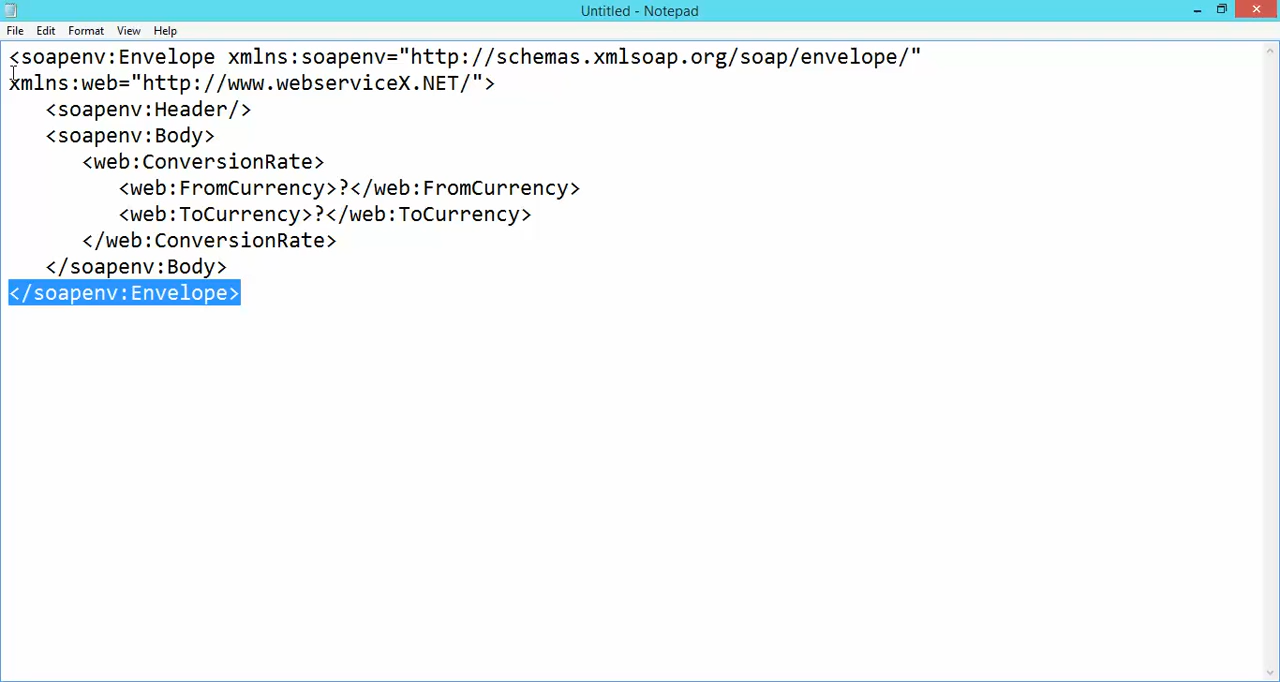 Untitled - Notepad
File Edit Format View Help
<soapenv:Envelope xmlns:soapenv="http://schemas.xmlsoap.org/soap/envelope/"
xmlns:web="http://www.webserviceX.NET/">
   <soapenv:Header/>
   <soapenv:Body>
      <web:ConversionRate>
         <web:FromCurrency>?</web:FromCurrency>
         <web:ToCurrency>?</web:ToCurrency>
      </web:ConversionRate>
   </soapenv:Body>
</soapenv:Envelope>